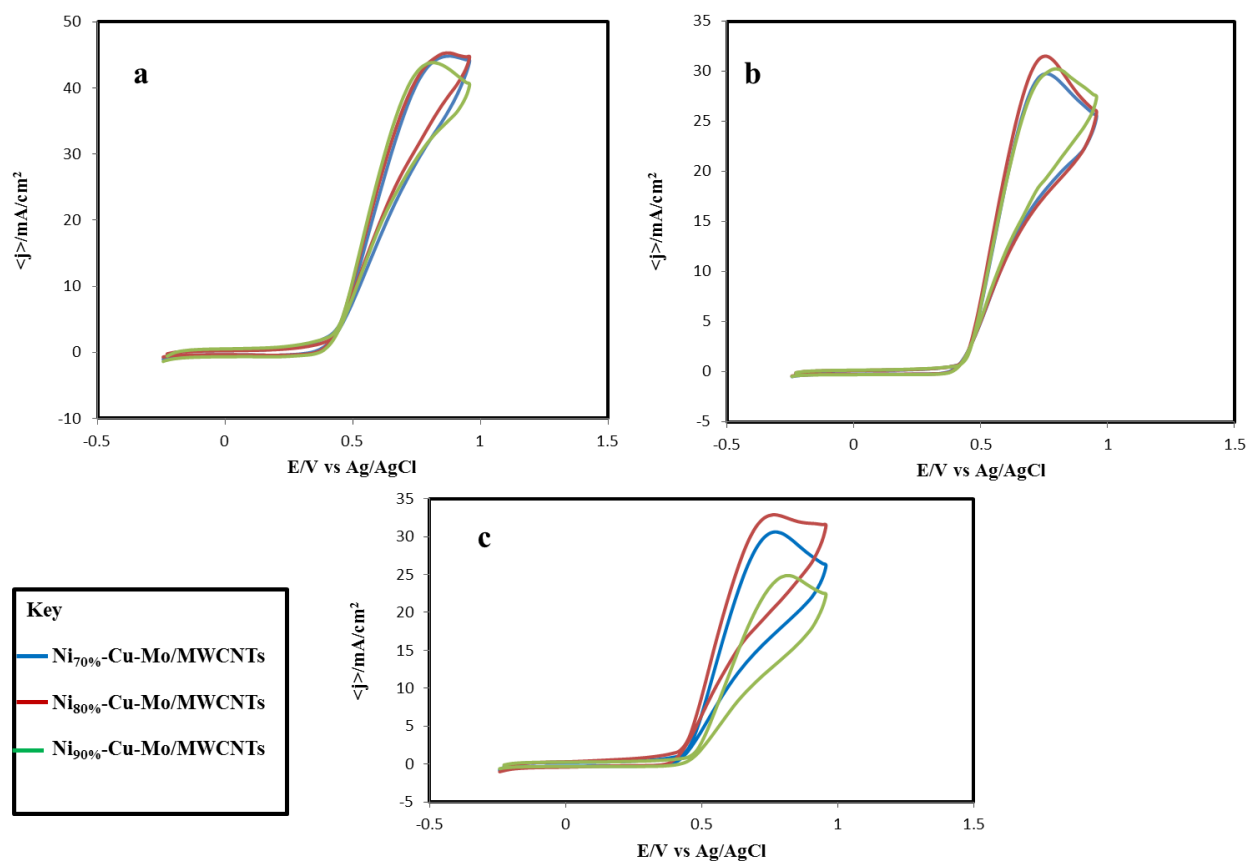 a
50
40
30
20
10
0
-10
-0.5 0 0.5 1 1.5
<j>/mA/cm²
E/V vs Ag/AgCl
b
35
30
25
20
15
10
5
0
-5
-0.5 0 0.5 1 1.5
<j>/mA/cm²
E/V vs Ag/AgCl
c
35
30
25
20
15
10
5
0
-5
-0.5 0 0.5 1 1.5
<j>/mA/cm²
E/V vs Ag/AgCl
Key
Ni₇₀%-Cu-Mo/MWCNTs
Ni₈₀%-Cu-Mo/MWCNTs
Ni₉₀%-Cu-Mo/MWCNTs